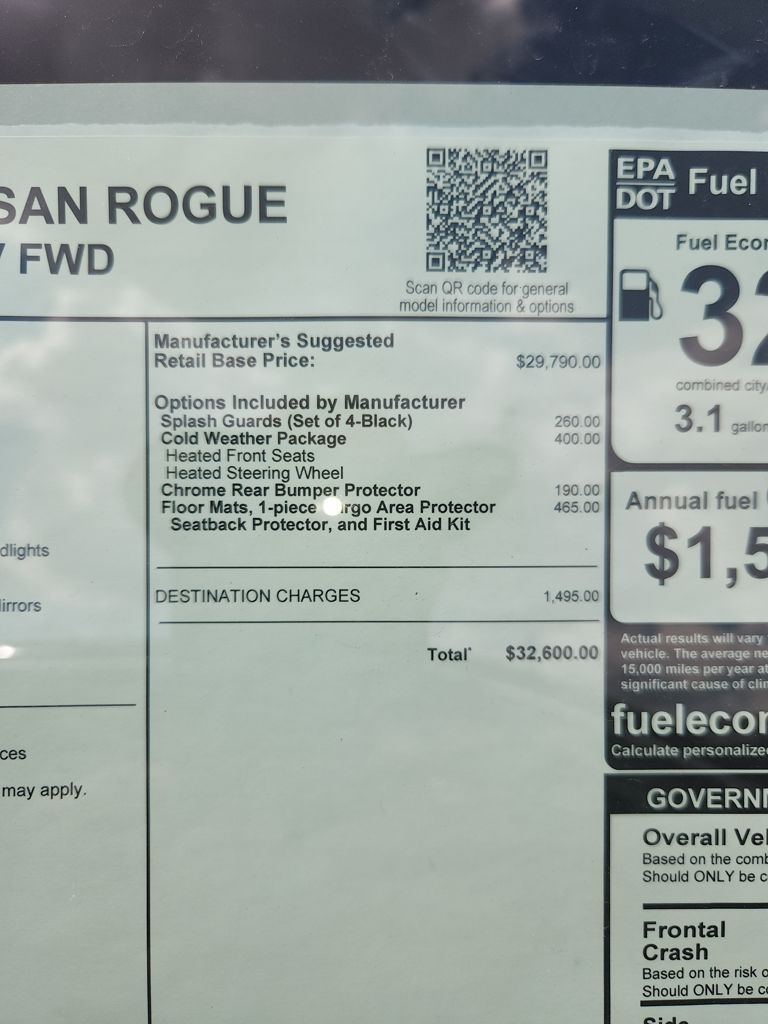 SAN ROGUE
FWD
Scan QR code for general
model information & options
Manufacturer's Suggested
Retail Base Price: $29,790.00
Options Included by Manufacturer
Splash Guards (Set of 4-Black) 260.00
Cold Weather Package 400.00
Heated Front Seats
Heated Steering Wheel
Chrome Rear Bumper Protector 190.00
Floor Mats, 1-piece rgo Area Protector 465.00
Seatback Protector, and First Aid Kit
DESTINATION CHARGES 1,495.00
Total* $32,600.00
dlights
irrors
ces
may apply.
EPA
DOT Fuel
Fuel Econ
32
combined city/
3.1 gallon
Annual fuel
$1,5
Actual results will vary
vehicle. The average ne
15,000 miles per year at
significant cause of clim
fueleco
Calculate personalize
GOVERN
Overall Veh
Based on the comb
Should ONLY be c
Frontal
Crash
Based on the risk o
Should ONLY be co
Side